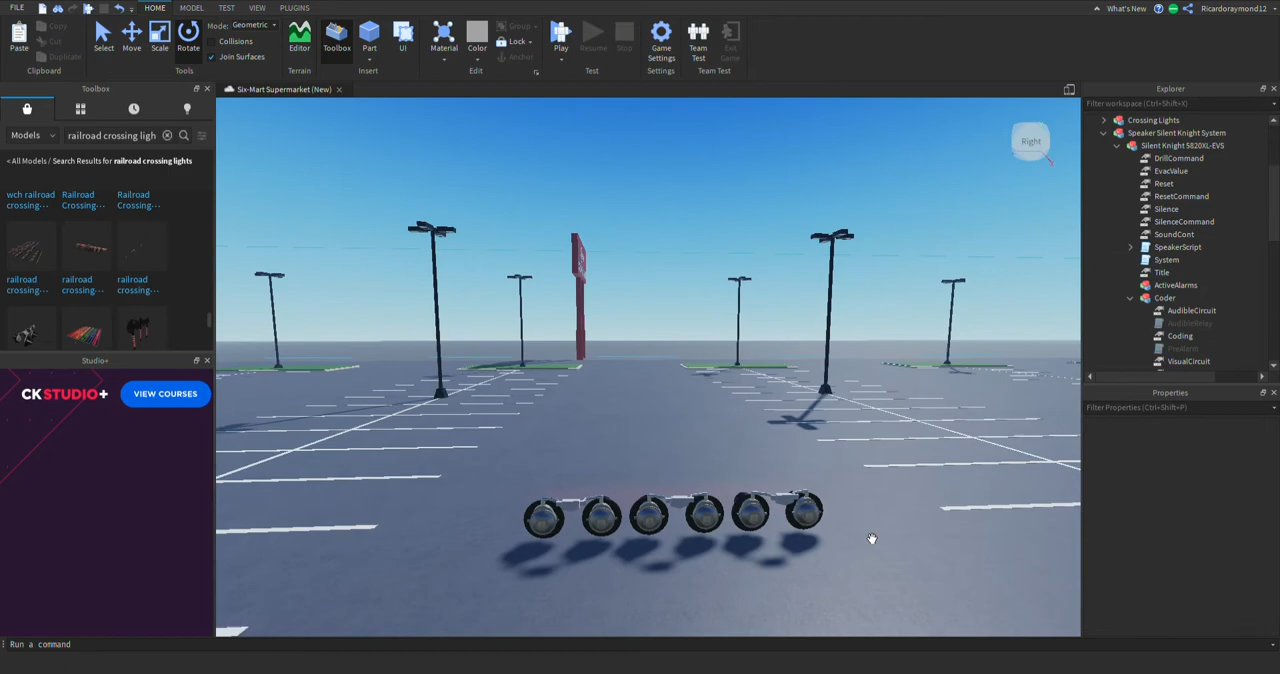 FILE HOME MODEL TEST VIEW PLUGINS What's New Ricardoraymond12
Paste Copy Cut Duplicate Clipboard
Select Move Scale Rotate Mode: Geometric Collisions Join Surfaces Tools
Editor Terrain
Toolbox Part UI Insert
Material Color Group Lock Anchor Edit
Play Resume Stop Test
Game Settings Settings
Team Test Exit Game Team Test
Toolbox
Six-Mart Supermarket (New)
Explorer
Filter workspace (Ctrl+Shift+X)
Models railroad crossing ligh
< All Models / Search Results for railroad crossing lights
wch railroad crossing...
Railroad Crossing...
Railroad Crossing...
railroad crossing...
railroad crossing...
railroad crossing...
Studio+
CKSTUDIO+ VIEW COURSES
Right
Crossing Lights
Speaker Silent Knight System
Silent Knight 5820XL-EVS
DrillCommand
EvacValue
Reset
ResetCommand
Silence
SilenceCommand
SoundCont
SpeakerScript
System
Title
ActiveAlarms
Coder
AudibleCircuit
AudibleRelay
Coding
PreAlarm
VisualCircuit
Properties
Filter Properties (Ctrl+Shift+P)
Run a command